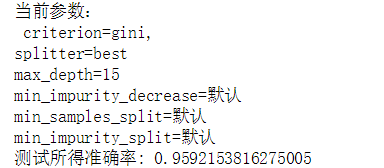 当前参数:
criterion=gini,
splitter=best
max_depth=15
min_impurity_decrease=默认
min_samples_split=默认
min_impurity_split=默认
测试所得准确率: 0.9592153816275005